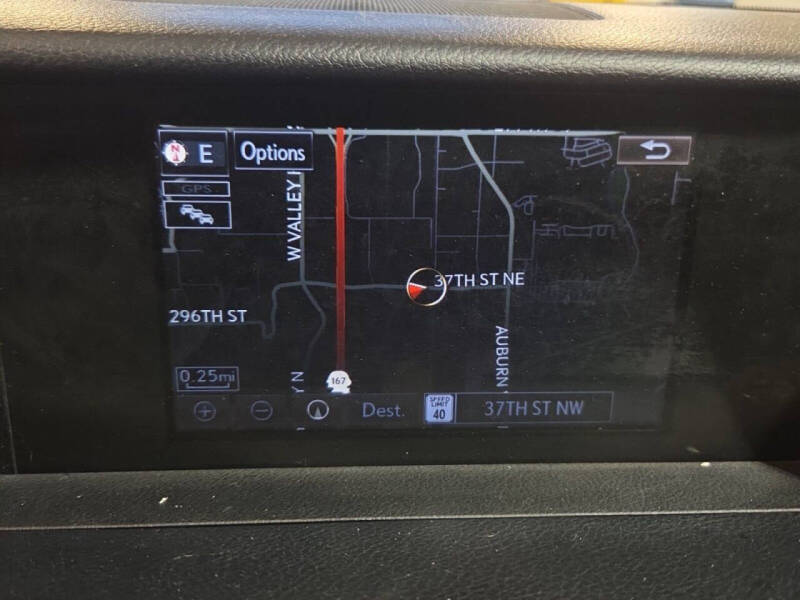 N
E
Options
GPS
W VALLEY
37TH ST NE
296TH ST
AUBURN
0.25mi
Y N
167
Dest.
SPEED
LIMIT
40
37TH ST NW